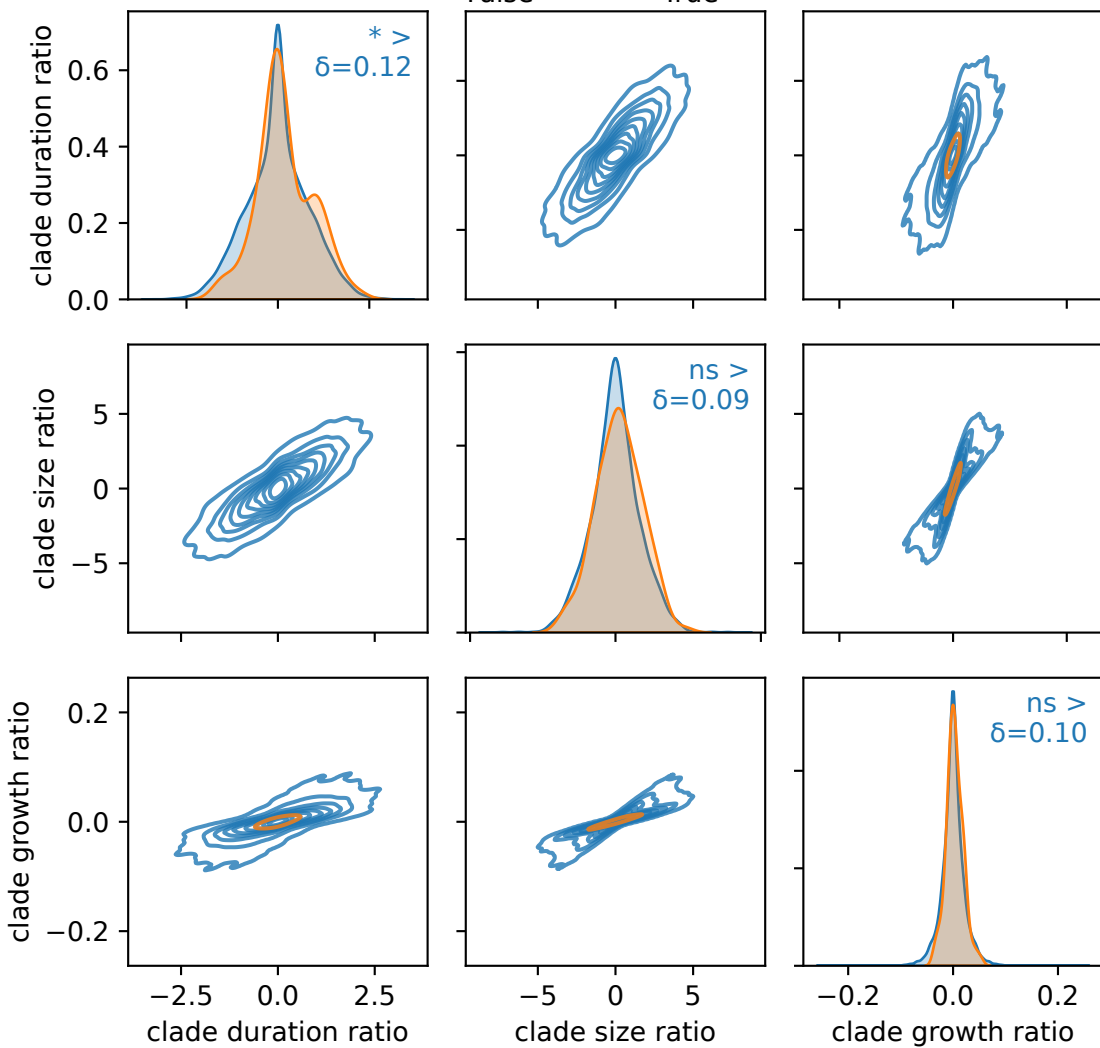 * >
δ=0.12
clade duration ratio
0.6
0.4
0.2
0.0
ns >
δ=0.09
clade size ratio
5
0
−5
ns >
δ=0.10
clade growth ratio
0.2
0.0
−0.2
−2.5 0.0 2.5
−5 0 5
−0.2 0.0 0.2
clade duration ratio
clade size ratio
clade growth ratio